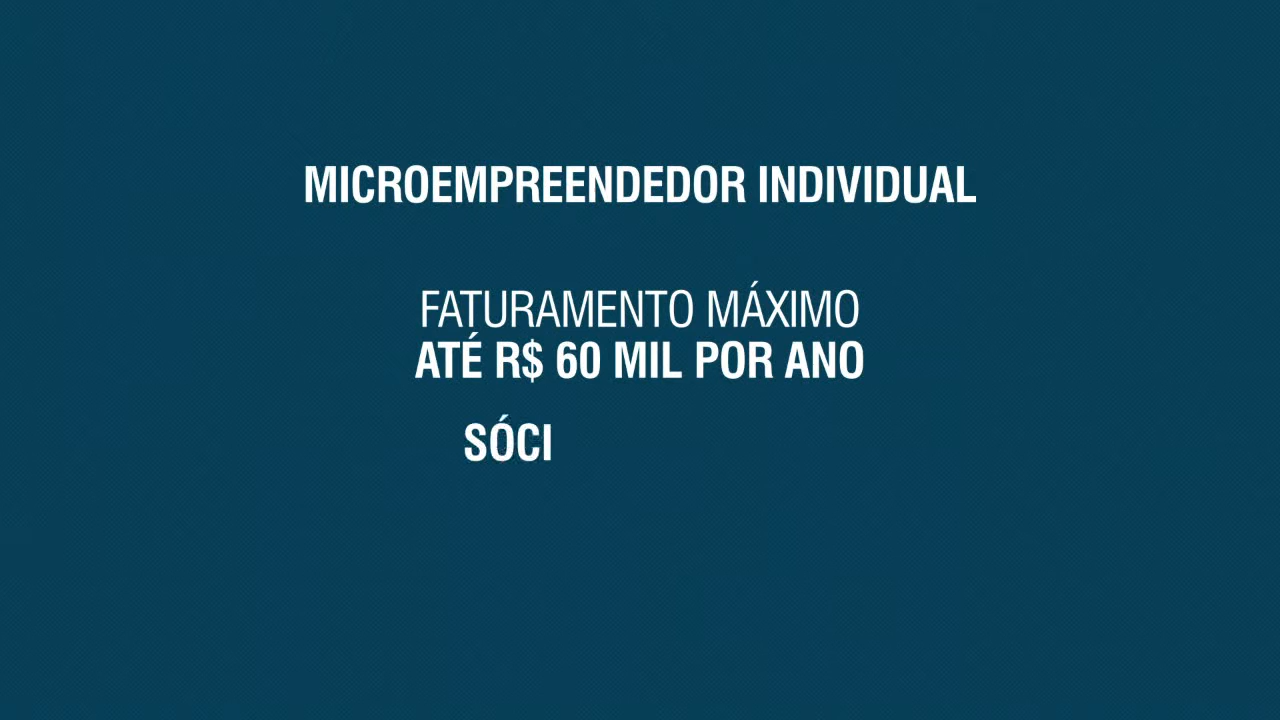 MICROEMPREENDEDOR INDIVIDUAL
FATURAMENTO MÁXIMO
ATÉ R$ 60 MIL POR ANO
SÓCI